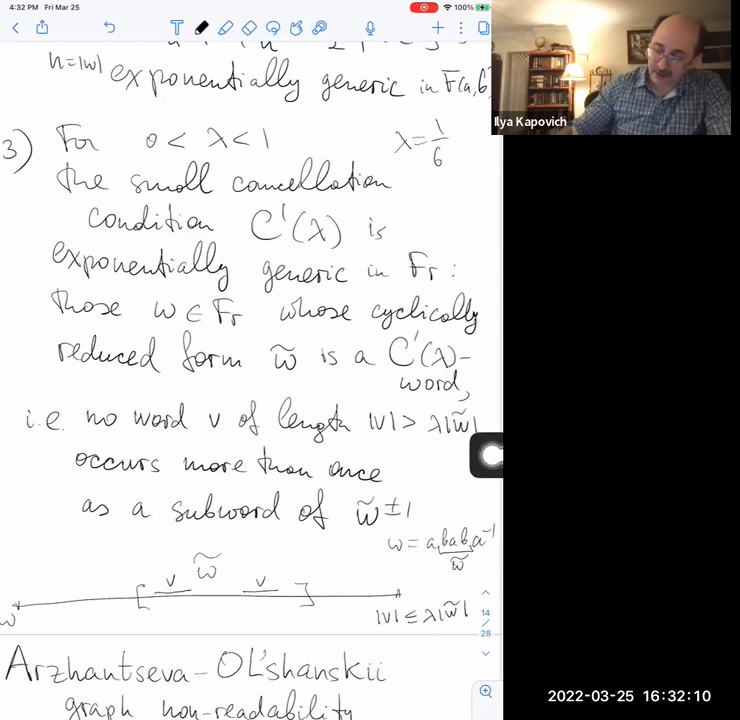 4:32 PM Fri Mar 25
100%
n=|w| exponentially generic in F(a,b
Ilya Kapovich
3) For 0 < λ < 1 λ = 1/6
the small cancellation
condition C'(λ) is
exponentially generic in Fr :
those w ∈ Fr whose cyclically
reduced form w̃ is a C'(λ)-
word,
i.e. no word v of length |v| > λ|w̃|
occurs more than once
as a subword of w̃ ±1
w = a bab a⁻¹
w̃
w̃
v v
w
|v| ≤ λ|w̃|
14
/
28
Arzhantseva-Ol'shanskii
graph non-readability
2022-03-25 16:32:10